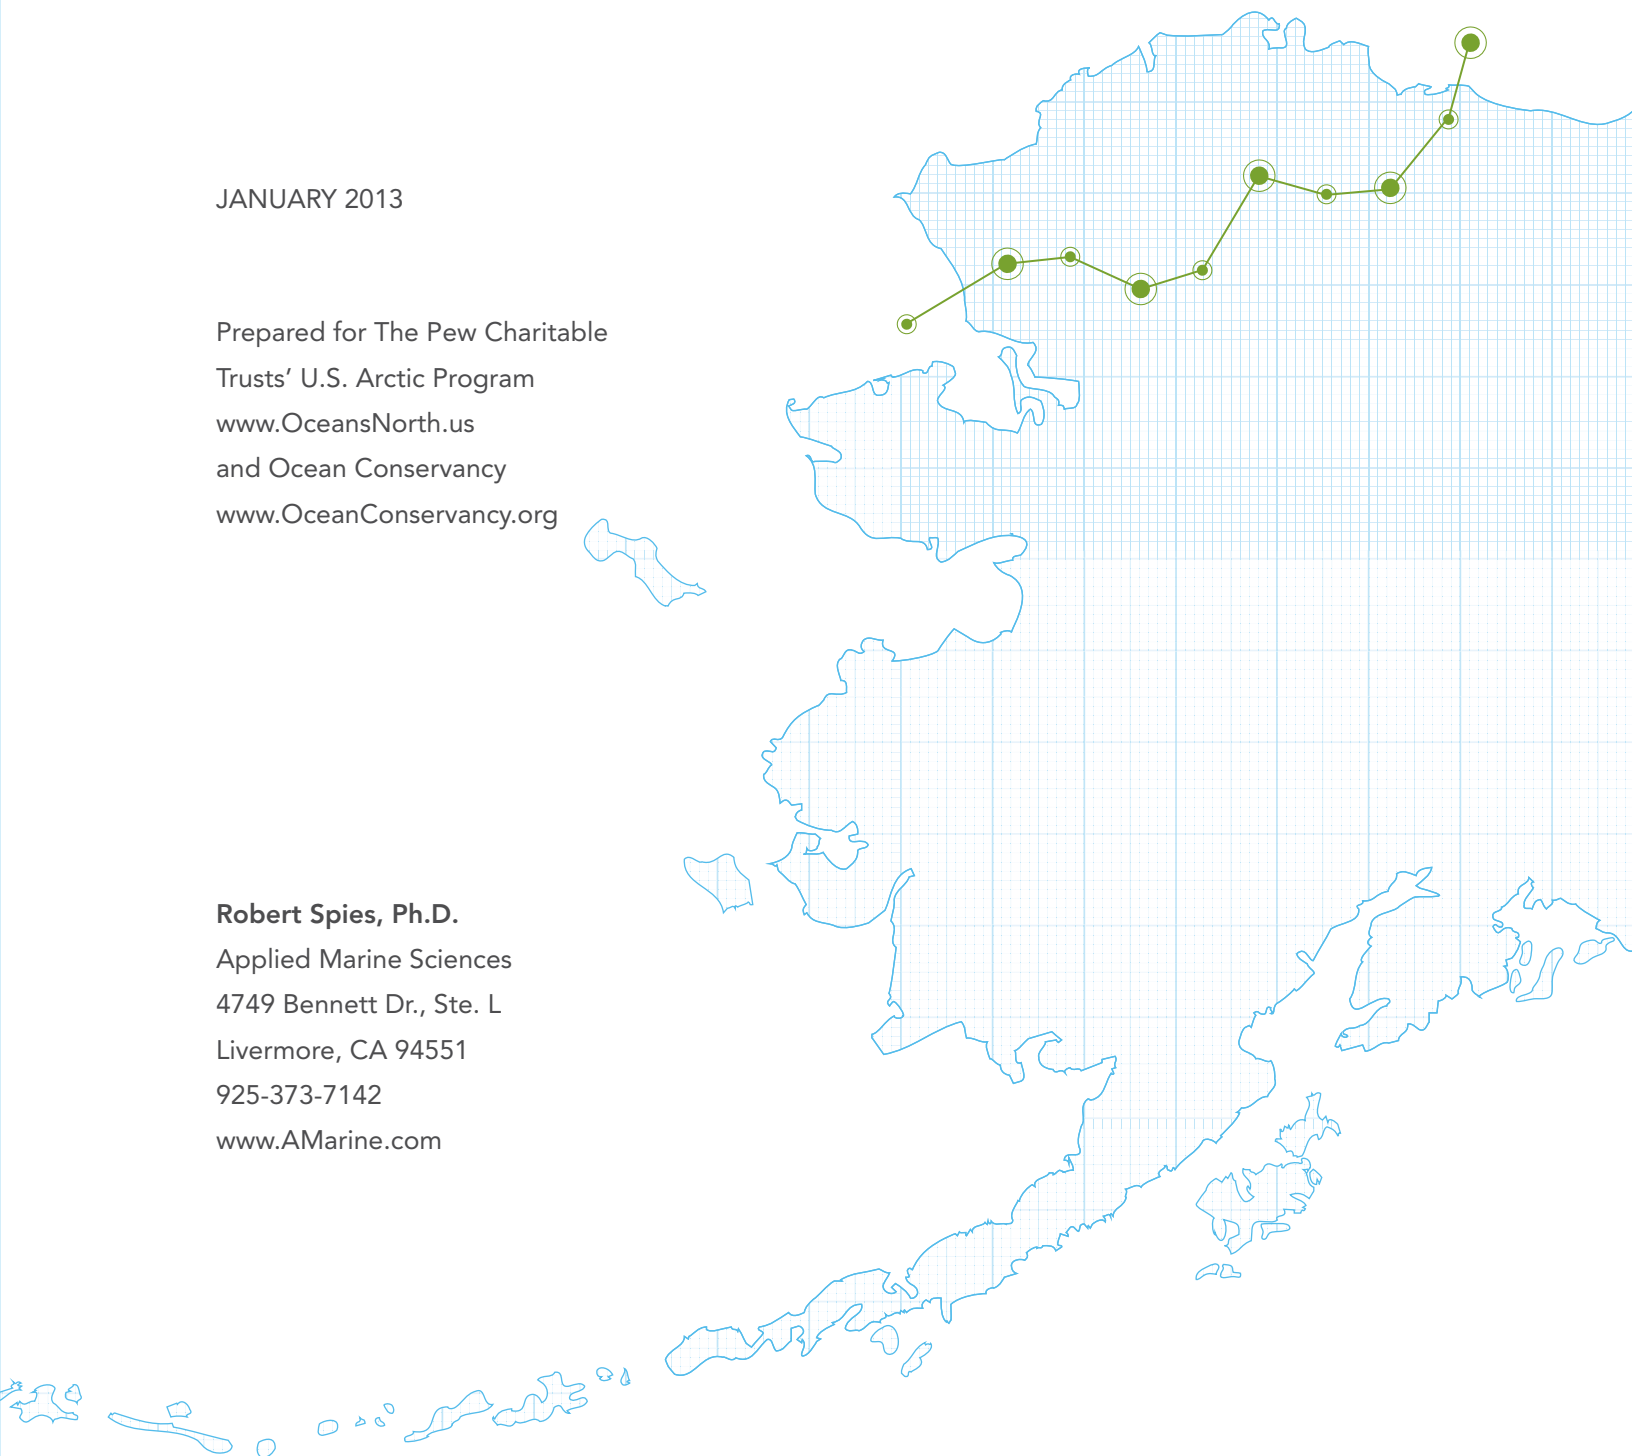 JANUARY 2013
Prepared for The Pew Charitable
Trusts’ U.S. Arctic Program
www.OceansNorth.us
and Ocean Conservancy
www.OceanConservancy.org
Robert Spies, Ph.D.
Applied Marine Sciences
4749 Bennett Dr., Ste. L
Livermore, CA 94551
925-373-7142
www.AMarine.com